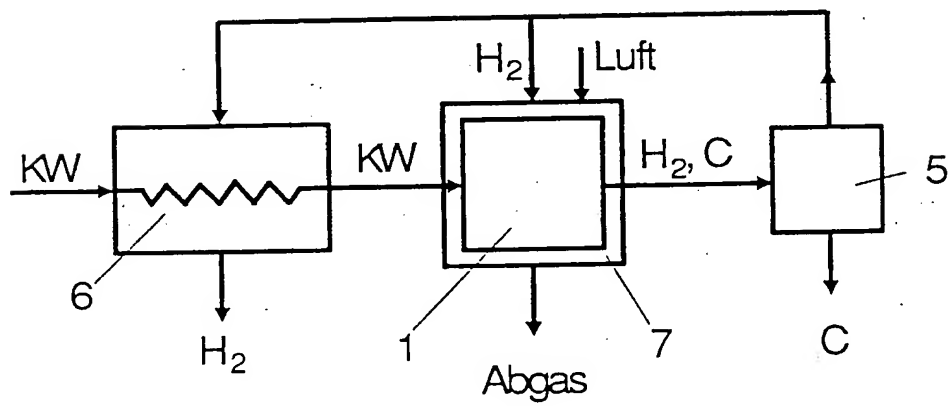 H₂ Luft
KW KW H₂, C 5
6 1 7
H₂ C
Abgas